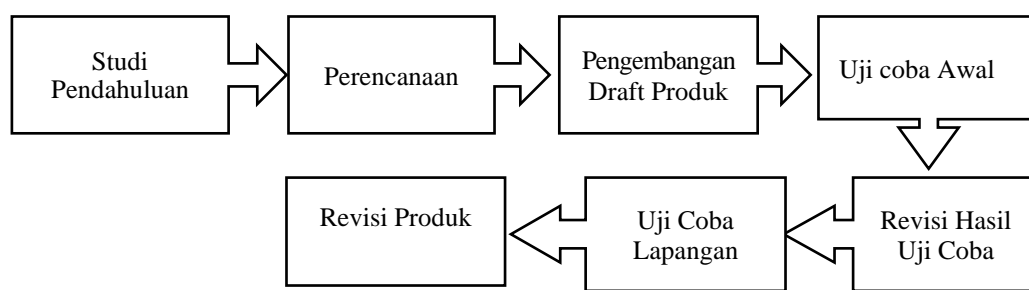 Studi
Pendahuluan
Perencanaan
Pengembangan
Draft Produk
Uji coba Awal
Revisi Produk
Uji Coba
Lapangan
Revisi Hasil
Uji Coba